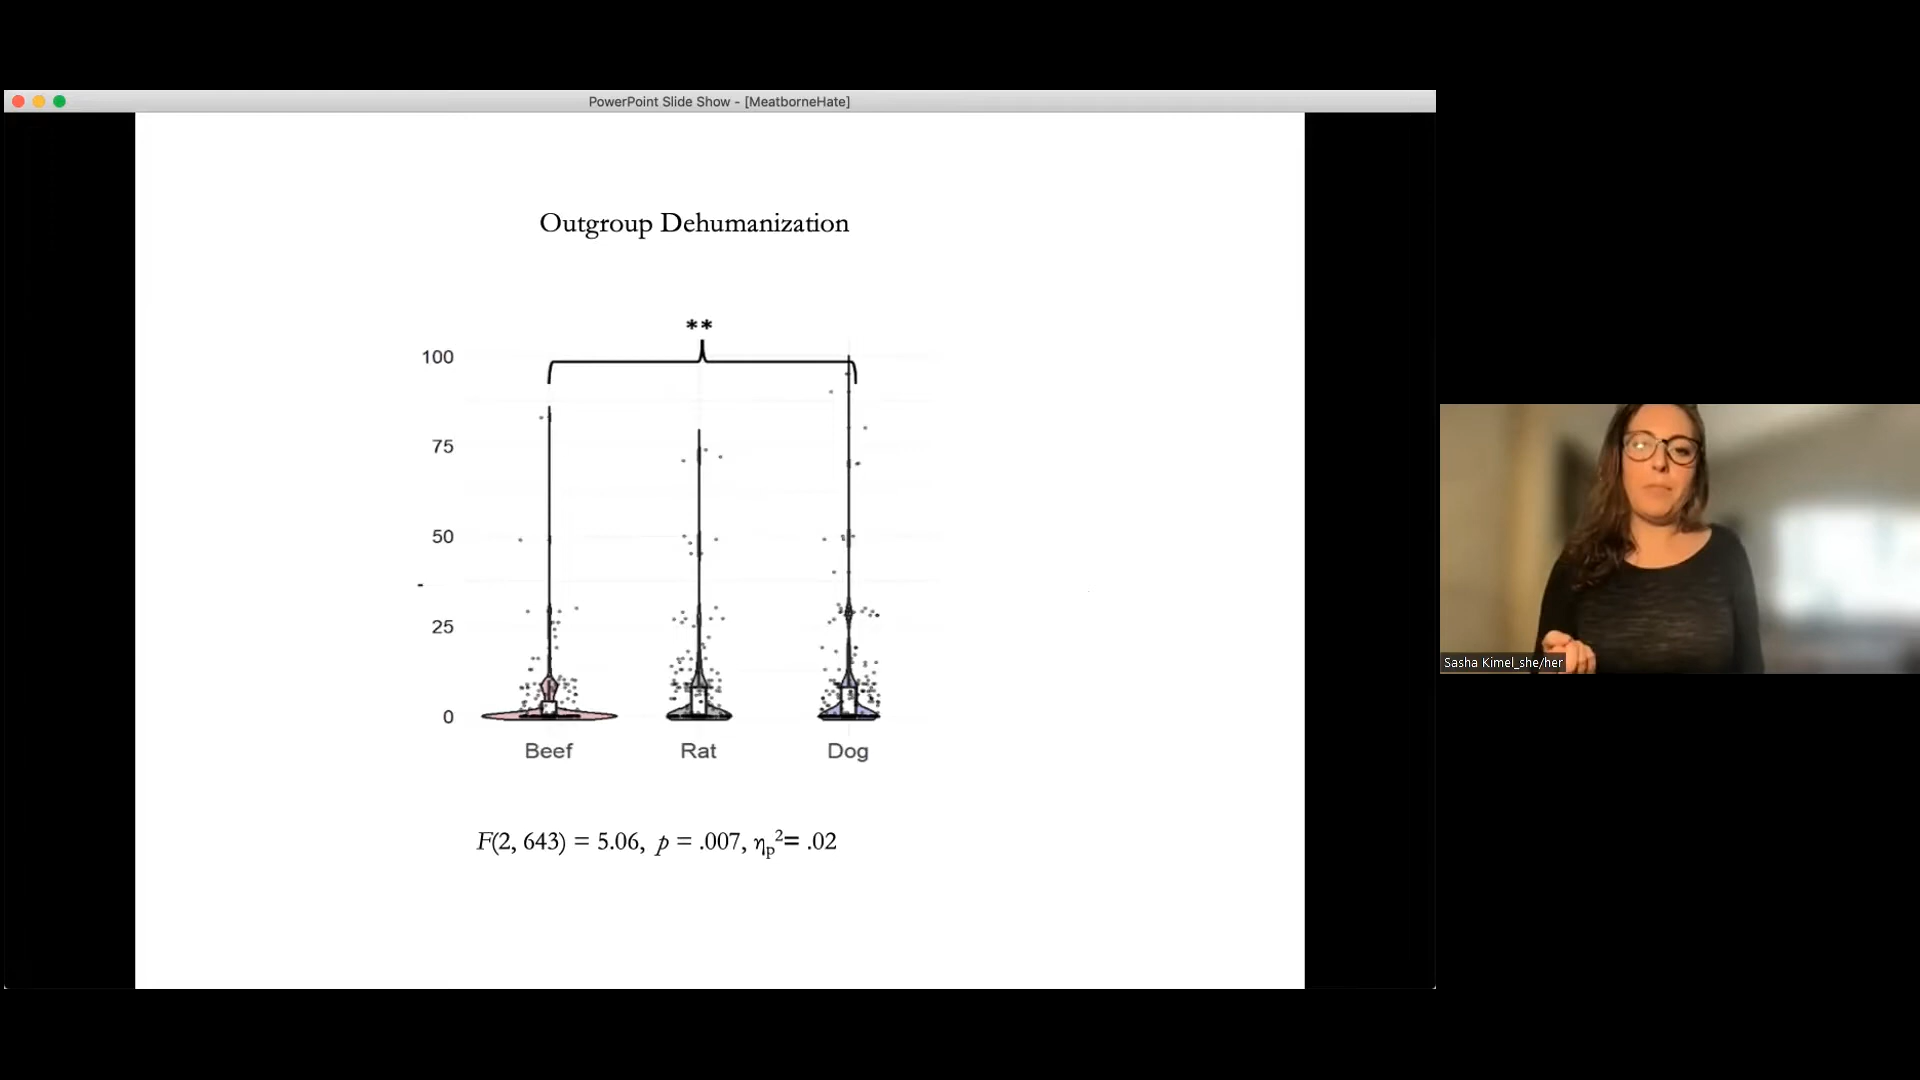 PowerPoint Slide Show - [MeatborneHate]
Outgroup Dehumanization
**
100
75
50
-
25
0
Beef Rat Dog
F(2, 643) = 5.06, p = .007, ηp²= .02
Sasha Kimel_she/her